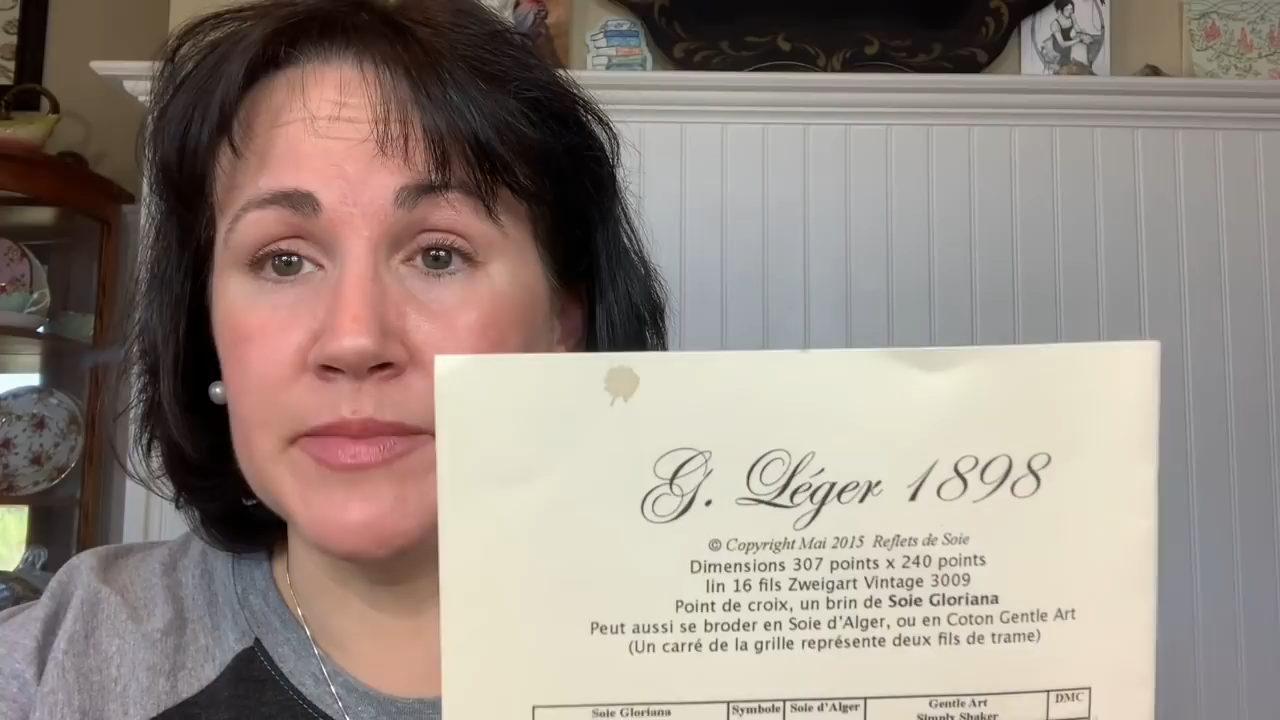 G. Léger 1898
© Copyright Mai 2015 Reflets de Soie
Dimensions 307 points x 240 points
lin 16 fils Zweigart Vintage 3009
Point de croix, un brin de Soie Gloriana
Peut aussi se broder en Soie d'Alger, ou en Coton Gentle Art
(Un carré de la grille représente deux fils de trame)
Soie Gloriana Symbole Soie d'Alger Gentle Art DMC
Simply Shaker